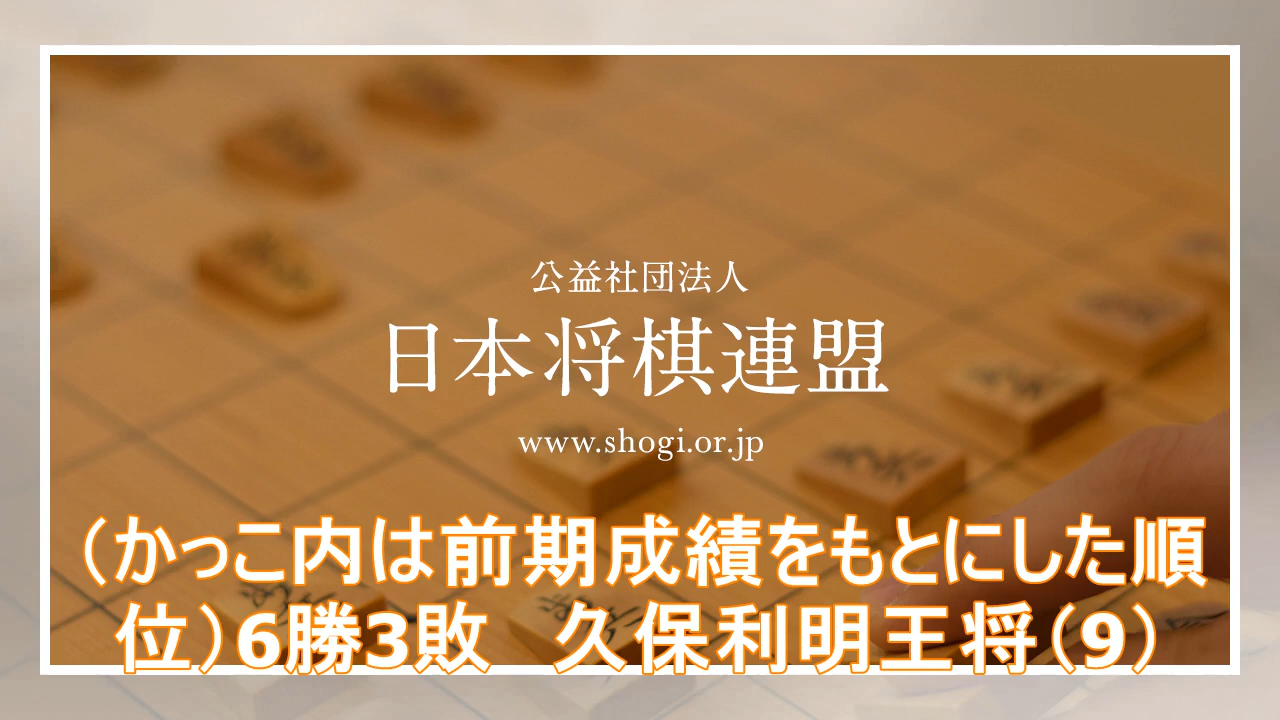 公益社団法人
日本将棋連盟
www.shogi.or.jp
（かっこ内は前期成績をもとにした順
位）6勝3敗　久保利明王将（9）